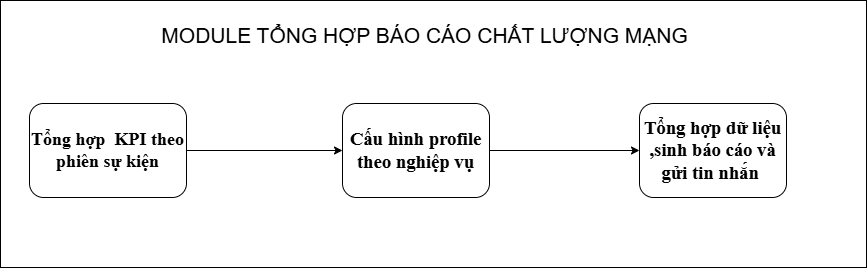 MODULE TỔNG HỢP BÁO CÁO CHẤT LƯỢNG MẠNG
Tổng hợp  KPI theo
phiên sự kiện
Cấu hình profile
theo nghiệp vụ
Tổng hợp dữ liệu
,sinh báo cáo và
gửi tin nhắn